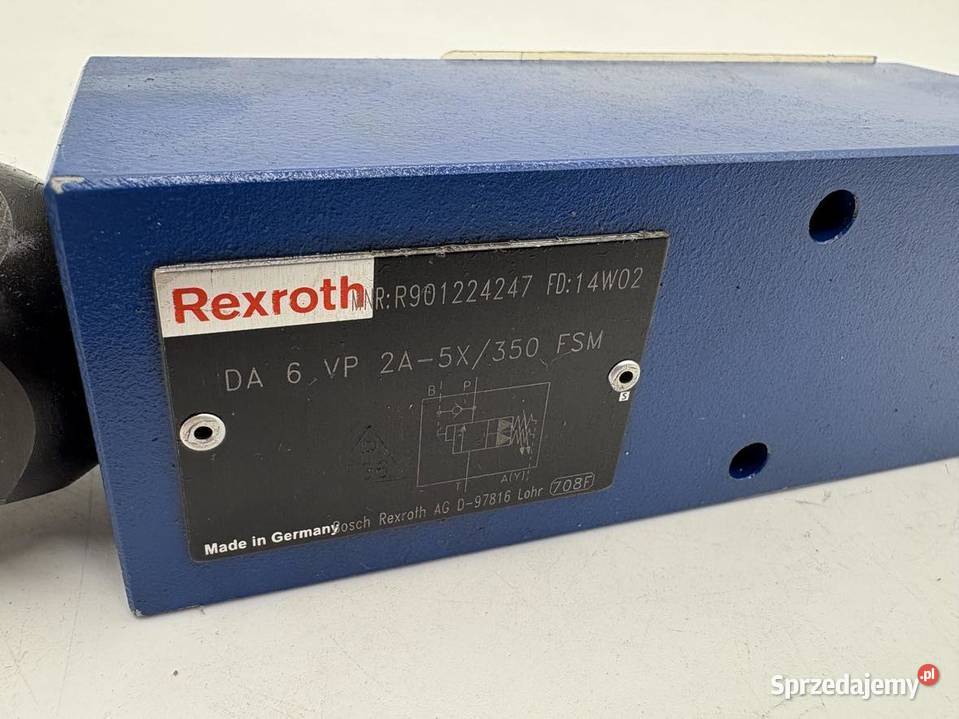 Rexroth MNR:R901224247 FD:14W02
DA 6 VP 2A-5X/350 FSM
B P
T A(Y)
S
Made in Germany Bosch Rexroth AG D-97816 Lohr 708F
Sprzedajemy.pl